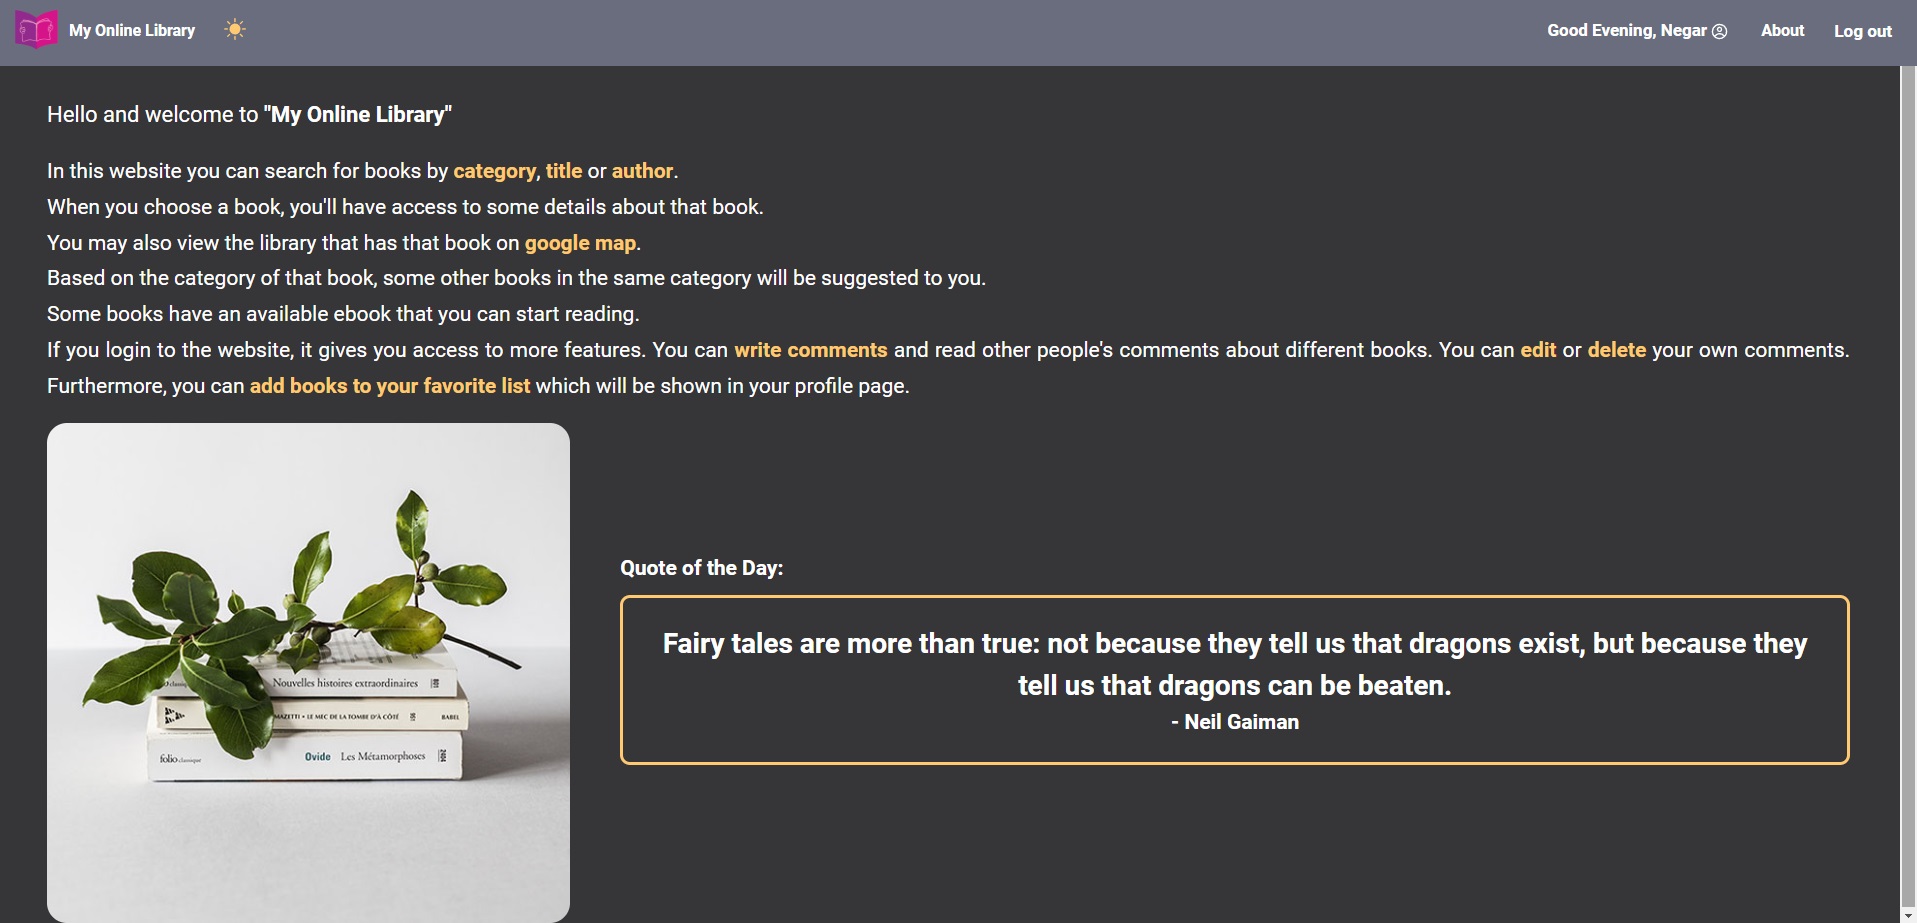 My Online Library
Good Evening, Negar
About
Log out
Hello and welcome to "My Online Library"
In this website you can search for books by category, title or author.
When you choose a book, you'll have access to some details about that book.
You may also view the library that has that book on google map.
Based on the category of that book, some other books in the same category will be suggested to you.
Some books have an available ebook that you can start reading.
If you login to the website, it gives you access to more features. You can write comments and read other people's comments about different books. You can edit or delete your own comments.
Furthermore, you can add books to your favorite list which will be shown in your profile page.
Nouvelles histoires extraordinaires
MAZETTI • LE MEC DE LA TOMBE D'À CÔTÉ
BABEL
folio classique
Ovide Les Métamorphoses
Quote of the Day:
Fairy tales are more than true: not because they tell us that dragons exist, but because they
tell us that dragons can be beaten.
- Neil Gaiman